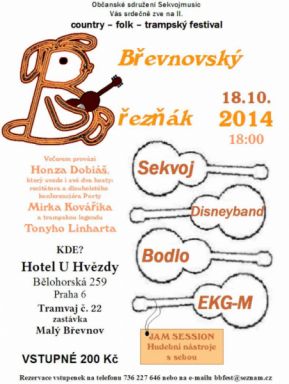 Občanské sdružení Sekvojmusic
Vás srdečně zve na II.
country – folk – trampský festival
Břevnovský
Březňák
18.10.
2014
18:00
Večerem provází
Honza Dobiáš,
který uvede i své dva hosty:
recitátora a dlouholetého
konferenciéra Porty
Mirka Kovaříka
a trampskou legendu
Tonyho Linharta
Sekvoj
Disneyband
Bodlo
EKG-M
KDE?
Hotel U Hvězdy
Bělohorská 259
Praha 6
Tramvaj č. 22
zastávka
Malý Břevnov
JAM SESSION
Hudební nástroje
s sebou
VSTUPNÉ 200 Kč
Rezervace vstupenek na telefonu 736 227 646 nebo na e-mailu bbfest@seznam.cz